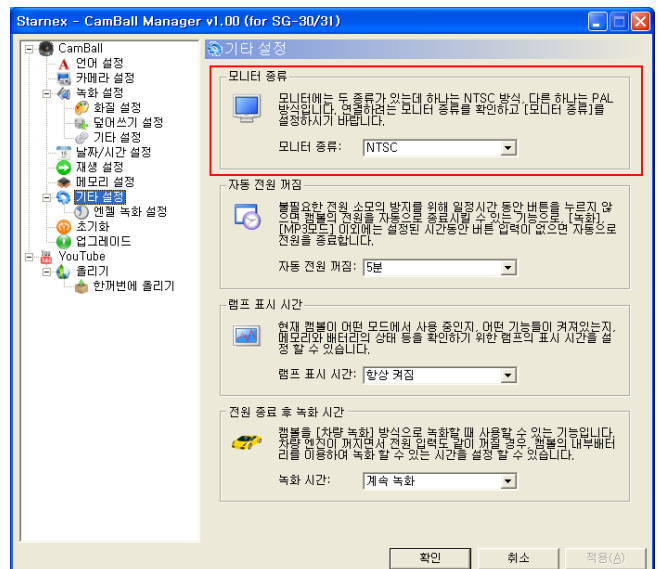 Starnex - CamBall Manager v1.00 (for SG-30/31)
CamBall
언어 설정
카메라 설정
녹화 설정
화질 설정
덮어쓰기 설정
기타 설정
날짜/시간 설정
재생 설정
메모리 설정
기타 설정
엔젤 녹화 설정
초기화
업그레이드
YouTube
올리기
한꺼번에 올리기
기타 설정
모니터 종류
모니터에는 두 종류가 있는데 하나는 NTSC 방식, 다른 하나는 PAL
방식입니다. 연결하려는 모니터 종류를 확인하고 [모니터 종류]를
설정하시기 바랍니다.
모니터 종류: NTSC
자동 전원 꺼짐
불필요한 전원 소모의 방지를 위해 일정시간 동안 버튼을 누르지 않
으면 캠볼의 전원을 자동으로 종료시킬 수 있는 기능으로, [녹화],
[MP3모드] 이외에는 설정된 시간동안 버튼 입력이 없으면 자동으로
전원을 종료합니다.
자동 전원 꺼짐: 5분
램프 표시 시간
현재 캠볼이 어떤 모드에서 사용 중인지, 어떤 기능들이 켜져있는지,
메모리와 배터리의 상태 등을 확인하기 위한 램프의 표시 시간을 설
정 할 수 있습니다.
램프 표시 시간: 항상 켜짐
전원 종료 후 녹화 시간
캠볼을 [차량 녹화] 방식으로 녹화할 때 사용할 수 있는 기능입니다.
차량 엔진이 꺼지면서 전원 입력도 같이 꺼질 경우, 캠볼의 내부배터
리를 이용하여 녹화 할 수 있는 시간을 설정 할 수 있습니다.
녹화 시간: 계속 녹화
확인 취소 적용(A)